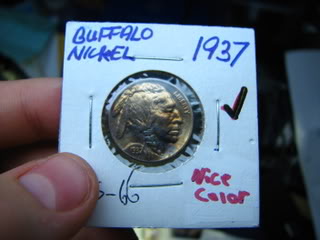 BUFFALO
NICKEL
1937
-66
Nice
Color